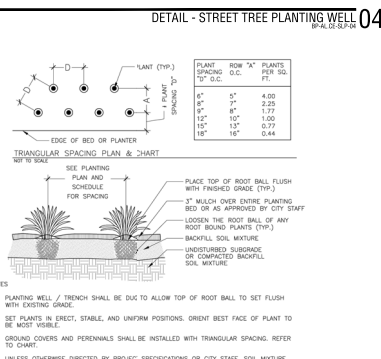 DETAIL - STREET TREE PLANTING WELL 04
BP-AL.CE-SLP-04
D
PLANT (TYP.)
D
A
PLANT
SPACING "D"
EDGE OF BED OR PLANTER
PLANT SPACING "D" O.C. ROW "A" O.C. PLANTS PER SQ. FT.
6" 5" 4.00
8" 7" 2.25
9" 8" 1.77
12" 10" 1.00
15" 13" 0.77
18" 16" 0.44
TRIANGULAR SPACING PLAN & CHART
NOT TO SCALE
SEE PLANTING
PLAN AND
SCHEDULE
FOR SPACING
PLACE TOP OF ROOT BALL FLUSH
WITH FINISHED GRADE (TYP.)
3" MULCH OVER ENTIRE PLANTING
BED OR AS APPROVED BY CITY STAFF
LOOSEN THE ROOT BALL OF ANY
ROOT BOUND PLANTS (TYP.)
BACKFILL SOIL MIXTURE
UNDISTURBED SUBGRADE
OR COMPACTED BACKFILL
SOIL MIXTURE
ES
PLANTING WELL / TRENCH SHALL BE DUG TO ALLOW TOP OF ROOT BALL TO SET FLUSH
WITH EXISTING GRADE.
SET PLANTS IN ERECT, STABLE, AND UNIFORM POSITIONS. ORIENT BEST FACE OF PLANT TO
BE MOST VISIBLE.
GROUND COVERS AND PERENNIALS SHALL BE INSTALLED WITH TRIANGULAR SPACING. REFER
TO CHART.
UNLESS OTHERWISE DIRECTED BY PROJECT SPECIFICATIONS OR CITY STAFF, SOIL MIXTURE